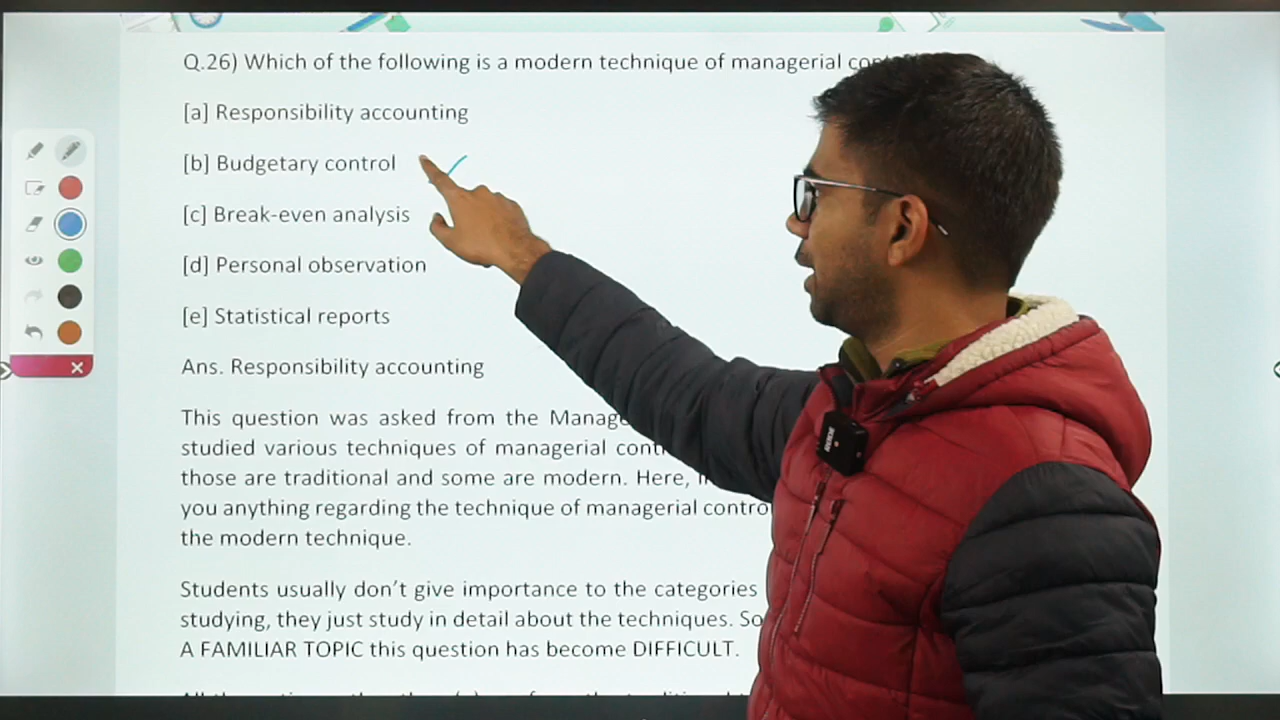 Q.26) Which of the following is a modern technique of managerial
[a] Responsibility accounting
[b] Budgetary control
[c] Break-even analysis
[d] Personal observation
[e] Statistical reports
Ans. Responsibility accounting
This question was asked from the
studied various techniques of managerial
those are traditional and some are modern. Here,
you anything regarding the technique of managerial
the modern technique.
Students usually don't give importance to the categories
studying, they just study in detail about the techniques. So
A FAMILIAR TOPIC this question has become DIFFICULT.